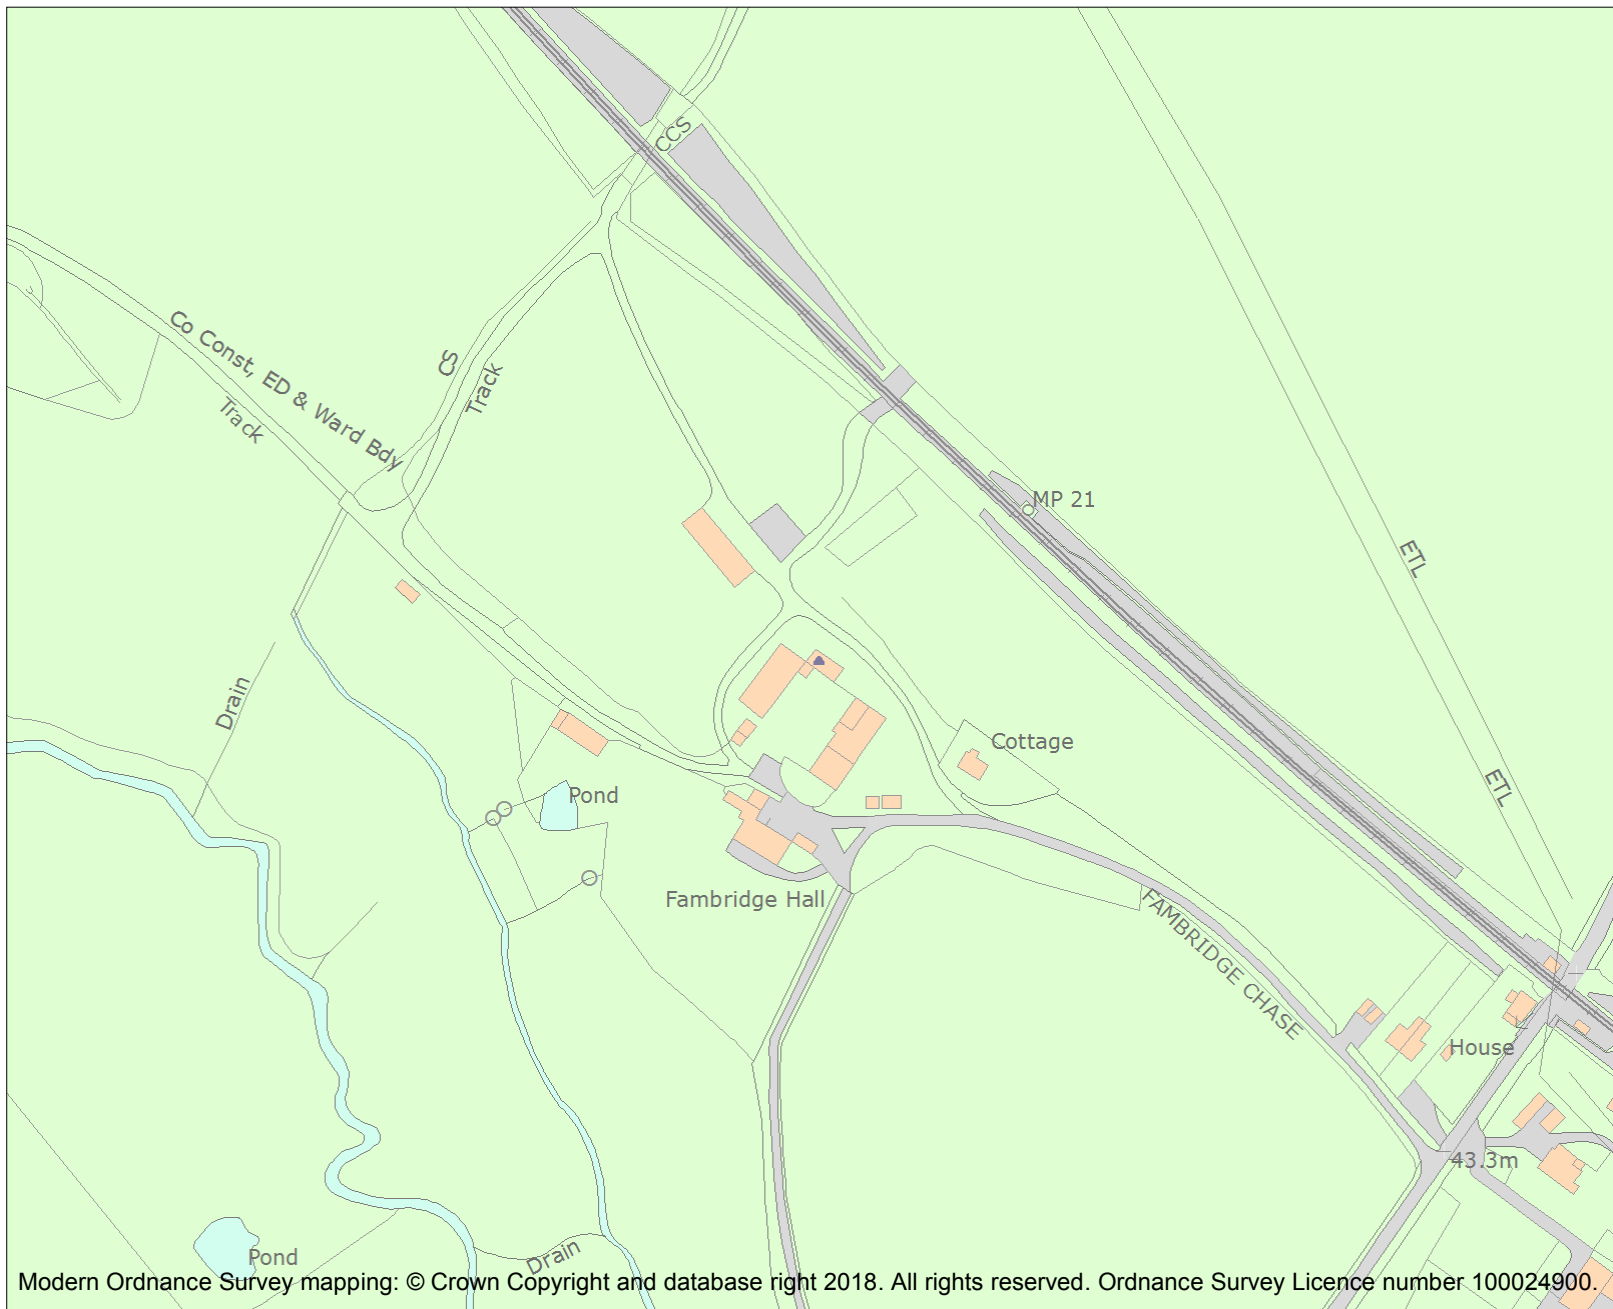 CCS
Co Const, ED & Ward Bdy
CS
Track
Track
MP 21
ETL
Drain
Cottage
ETL
Pond
Fambridge Hall
FAMBRIDGE CHASE
House
L
43.3m
Drain
Pond
Modern Ordnance Survey mapping: © Crown Copyright and database right 2018. All rights reserved. Ordnance Survey Licence number 100024900.